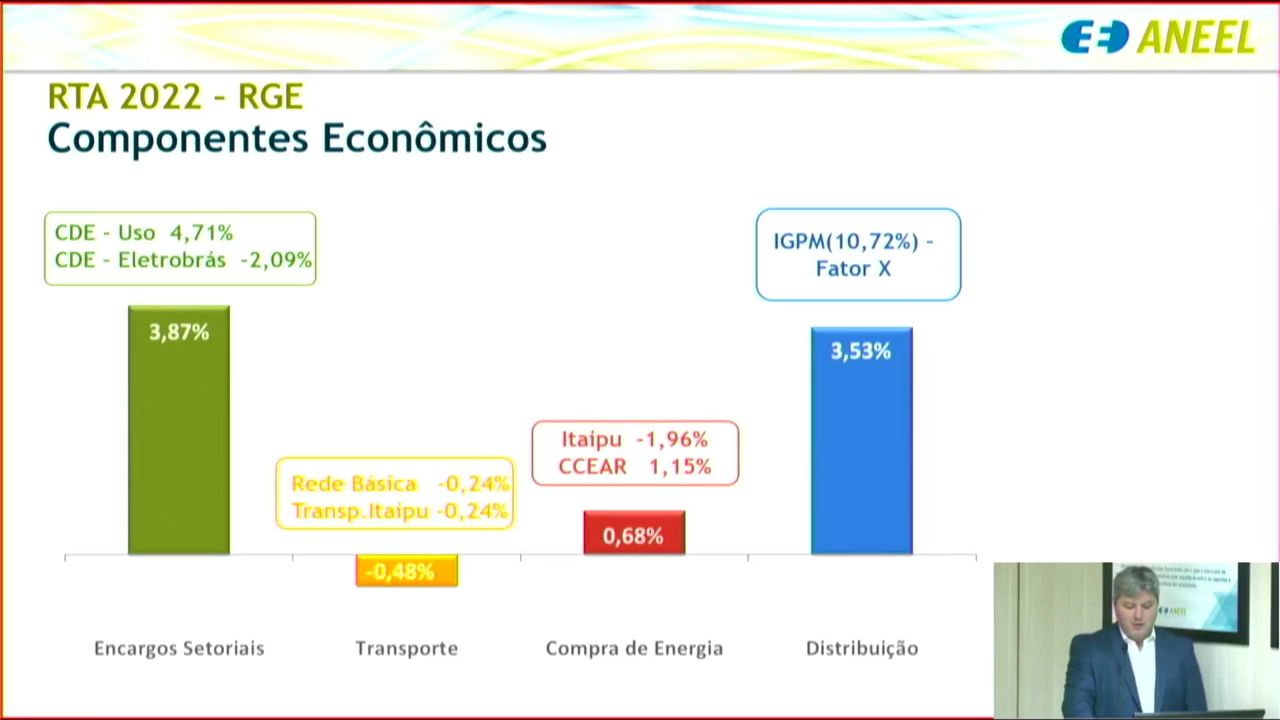 ANEEL
RTA 2022 - RGE
Componentes Econômicos
CDE - Uso 4,71%
CDE - Eletrobrás -2,09%
IGPM(10,72%) -
Fator X
3,87%
3,53%
Itaipu -1,96%
CCEAR 1,15%
Rede Básica -0,24%
Transp.Itaipu -0,24%
0,68%
-0,48%
Encargos Setoriais
Transporte
Compra de Energia
Distribuição
ANEEL